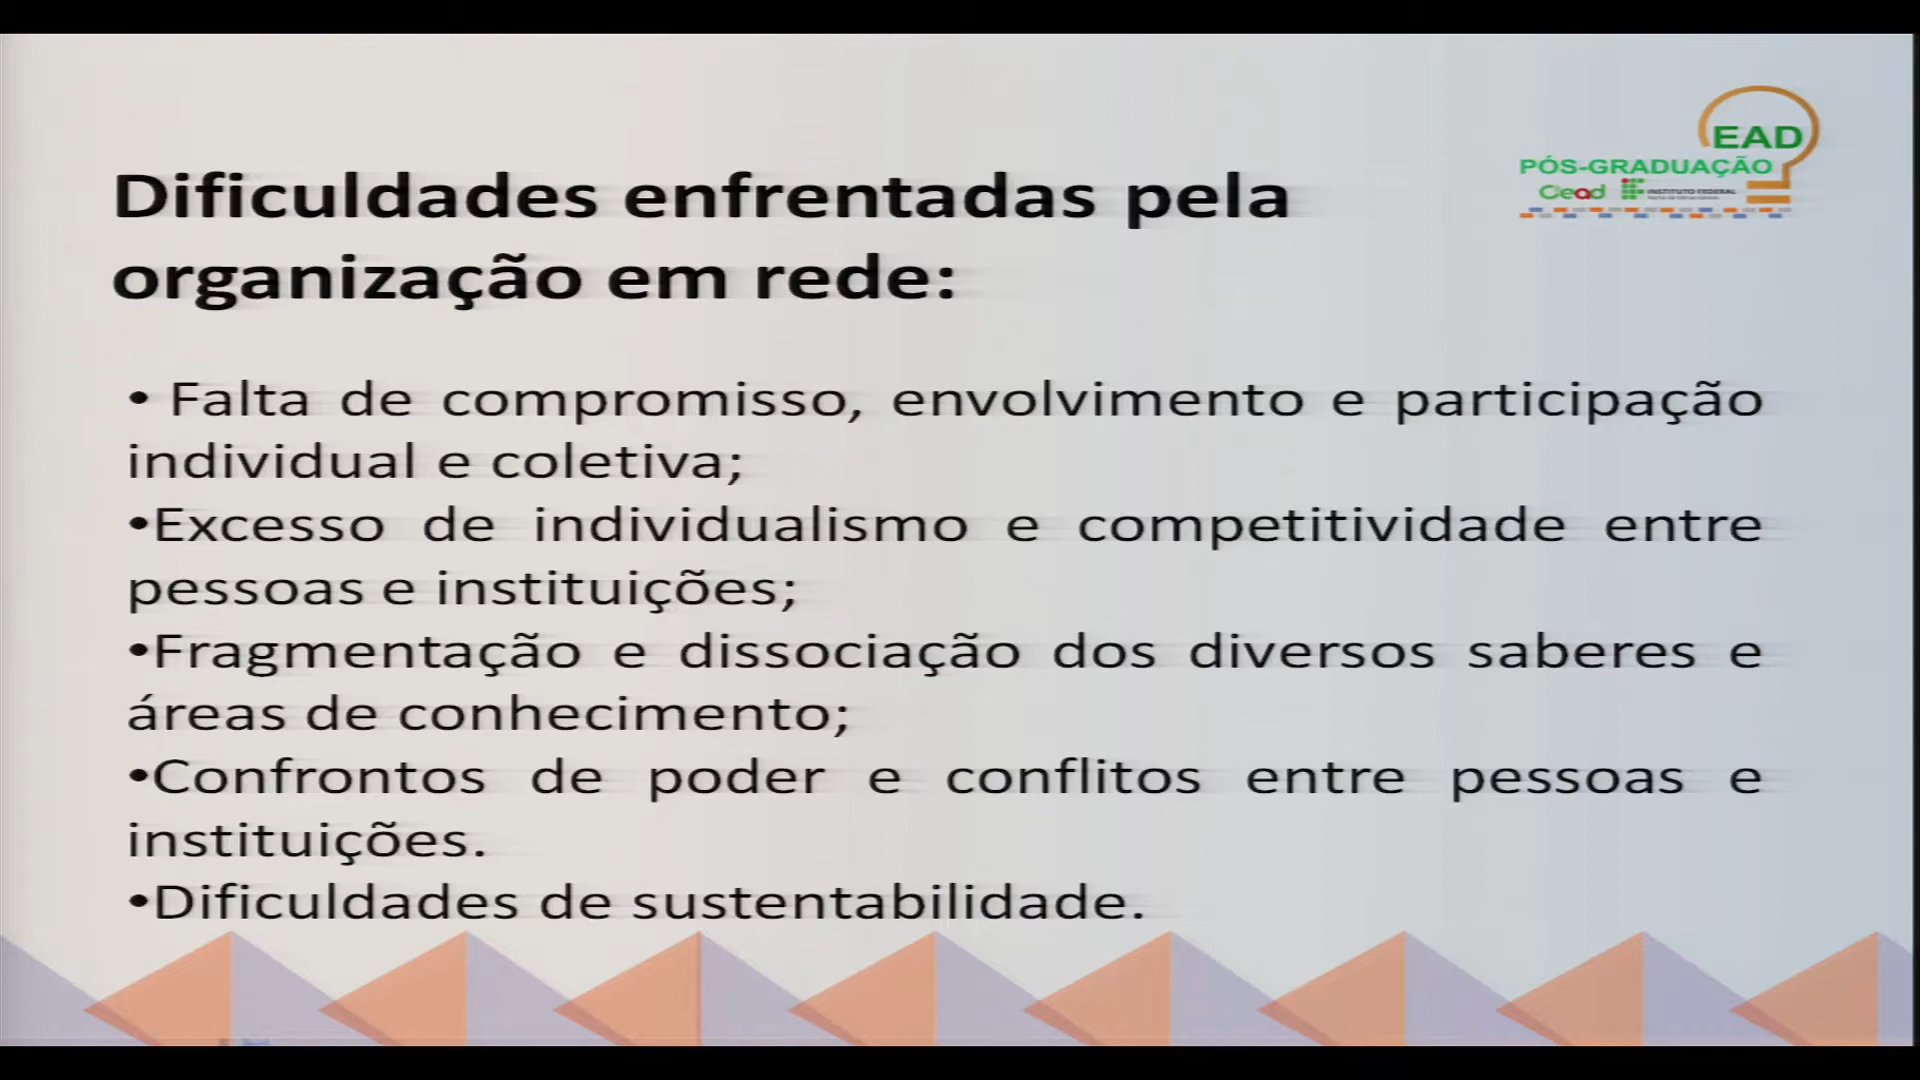 EAD
PÓS-GRADUAÇÃO
Cead INSTITUTO FEDERAL
Dificuldades enfrentadas pela
organização em rede:
• Falta de compromisso, envolvimento e participação
individual e coletiva;
•Excesso de individualismo e competitividade entre
pessoas e instituições;
•Fragmentação e dissociação dos diversos saberes e
áreas de conhecimento;
•Confrontos de poder e conflitos entre pessoas e
instituições.
•Dificuldades de sustentabilidade.